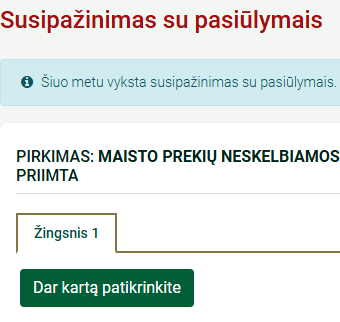 Susipažinimas su pasiūlymais
Šiuo metu vyksta susipažinimas su pasiūlymais.
PIRKIMAS: MAISTO PREKIŲ NESKELBIAMOS
PRIIMTA
Žingsnis 1
Dar kartą patikrinkite